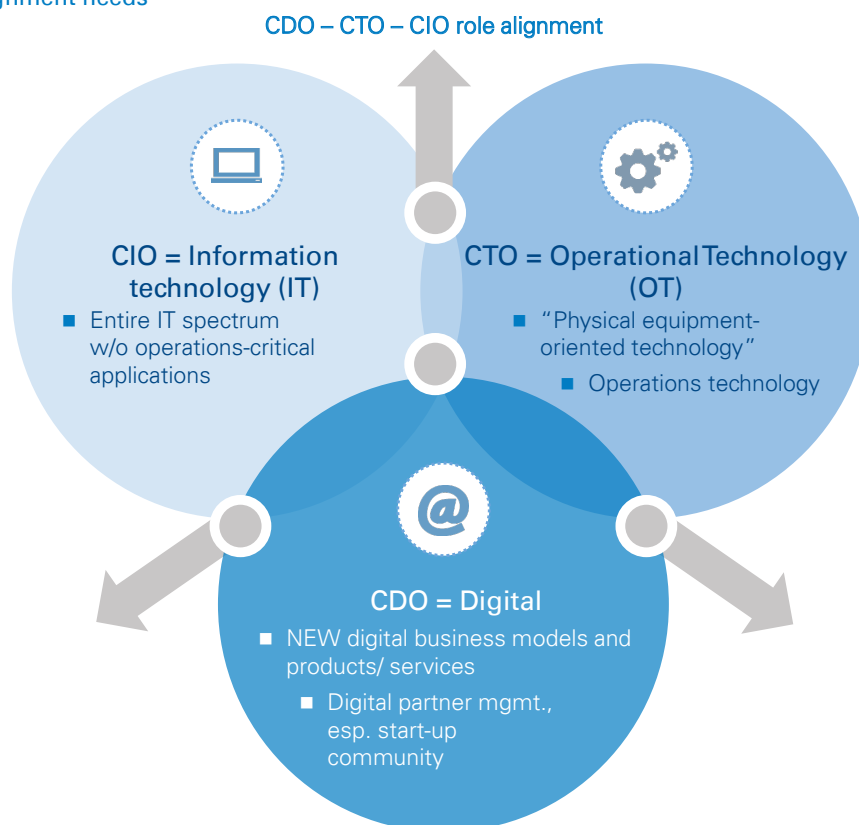 needs
CDO – CTO – CIO role alignment
CIO = Information
technology (IT)
■ Entire IT spectrum
w/o operations-critical
applications
CTO = Operational Technology
(OT)
■ “Physical equipment-
oriented technology”
■ Operations technology
@
CDO = Digital
■ NEW digital business models and
products/ services
■ Digital partner mgmt.,
esp. start-up
community